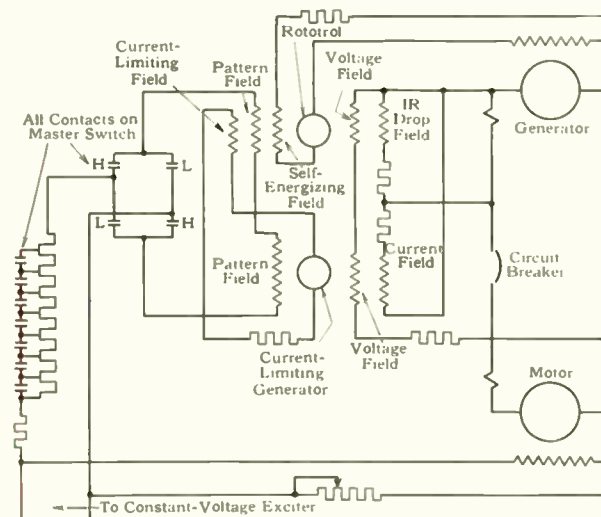 Rototrol
Current-
Limiting
Field
Pattern
Field
Voltage
Field
IR
Drop
Field
Generator
All Contacts on
Master Switch
H
L
Self-
Energizing
Field
L
H
Pattern
Field
Current
Field
Circuit
Breaker
Current-
Limiting
Generator
Voltage
Field
Motor
To Constant-Voltage Exciter